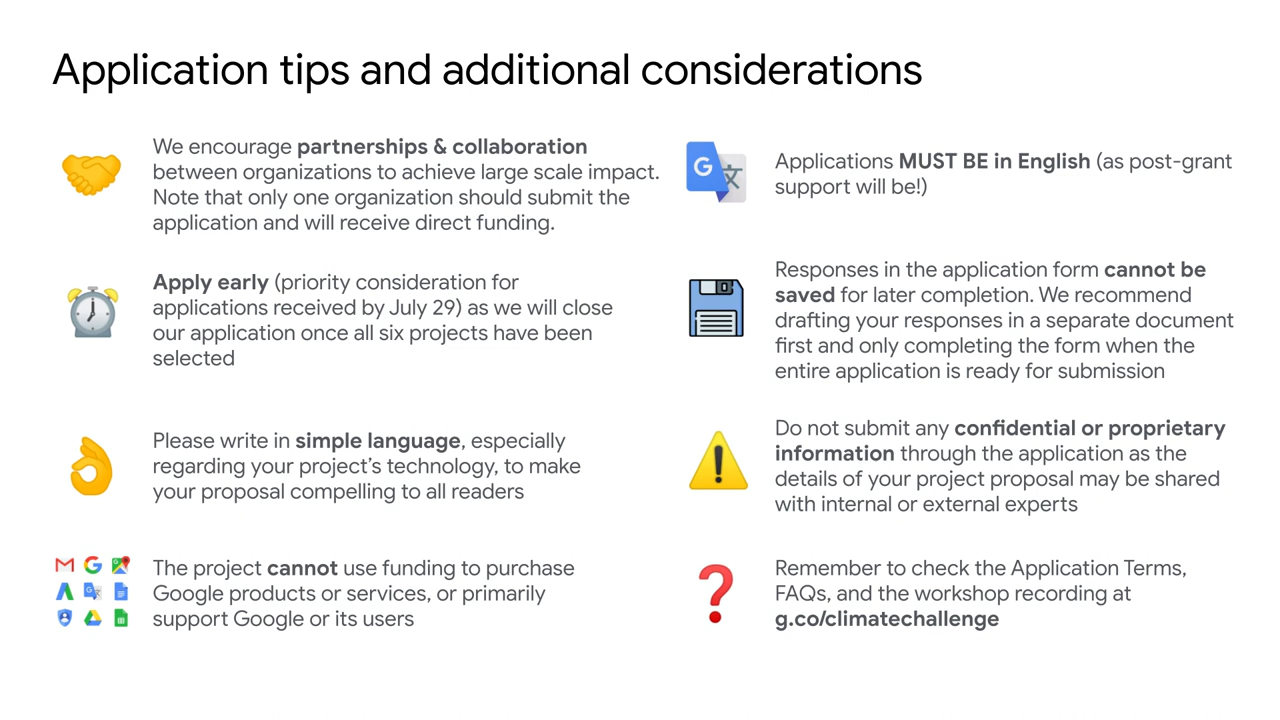 Application tips and additional considerations
We encourage partnerships & collaboration
between organizations to achieve large scale impact.
Note that only one organization should submit the
application and will receive direct funding.
Apply early (priority consideration for
applications received by July 29) as we will close
our application once all six projects have been
selected
Please write in simple language, especially
regarding your project's technology, to make
your proposal compelling to all readers
The project cannot use funding to purchase
Google products or services, or primarily
support Google or its users
G 文
Applications MUST BE in English (as post-grant
support will be!)
Responses in the application form cannot be
saved for later completion. We recommend
drafting your responses in a separate document
first and only completing the form when the
entire application is ready for submission
Do not submit any confidential or proprietary
information through the application as the
details of your project proposal may be shared
with internal or external experts
Remember to check the Application Terms,
FAQs, and the workshop recording at
g.co/climatechallenge